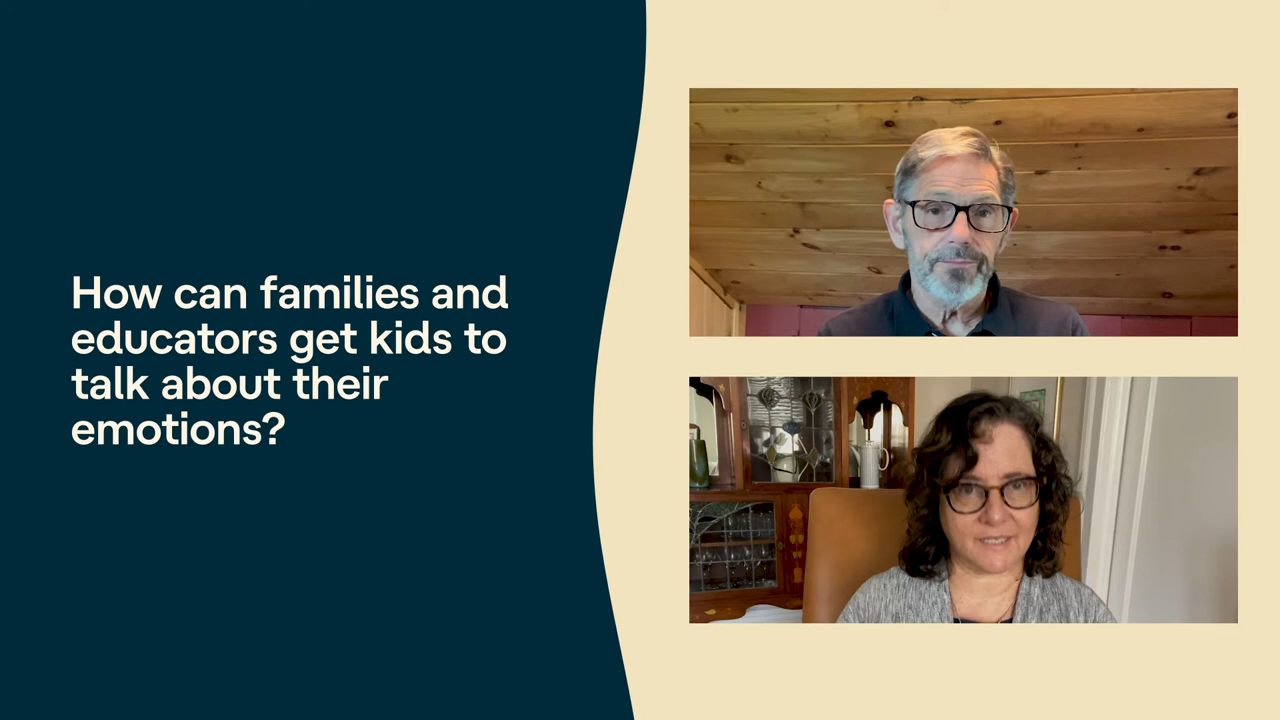 How can families and
educators get kids to
talk about their
emotions?